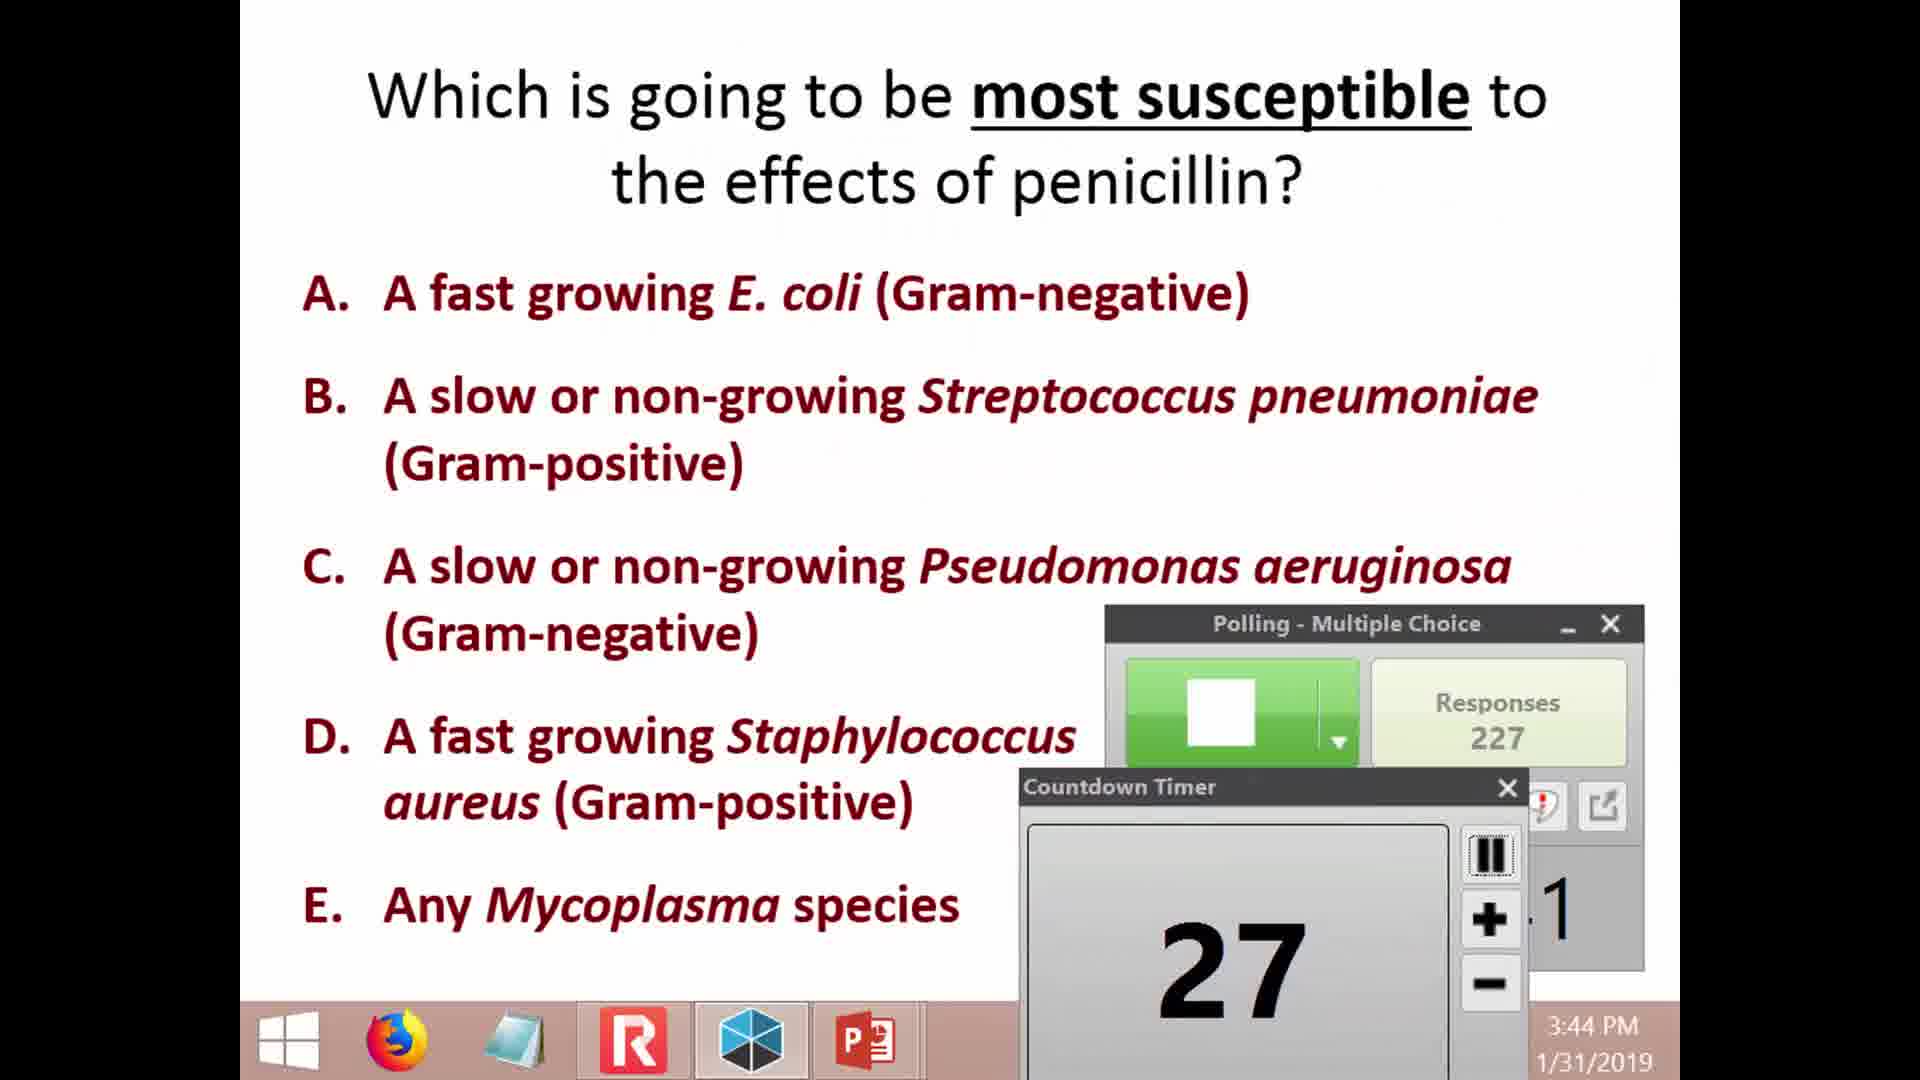 Which is going to be most susceptible to
the effects of penicillin?
A. A fast growing E. coli (Gram-negative)
B. A slow or non-growing Streptococcus pneumoniae
(Gram-positive)
C. A slow or non-growing Pseudomonas aeruginosa
(Gram-negative)
D. A fast growing Staphylococcus
aureus (Gram-positive)
E. Any Mycoplasma species
Polling - Multiple Choice
Responses
227
Countdown Timer
27
1
3:44 PM
1/31/2019